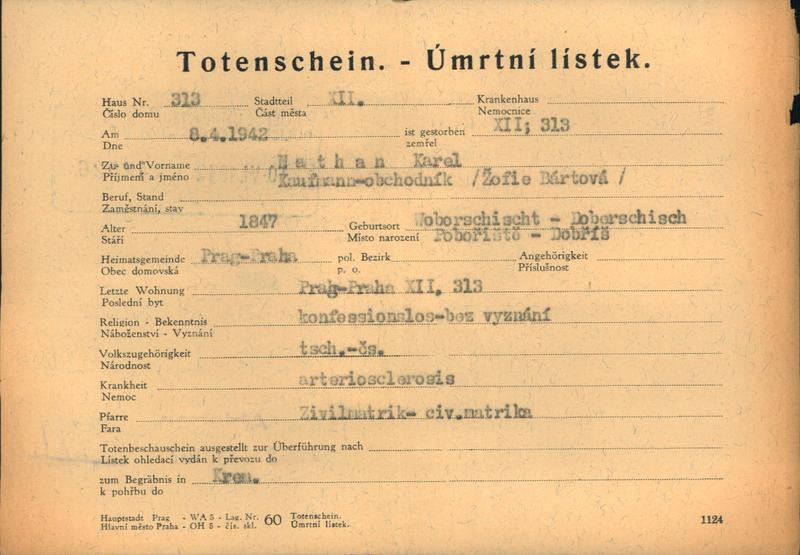 Totenschein. - Úmrtní lístek.
Haus Nr. 313 Stadtteil XII. Krankenhaus
Číslo domu Část města Nemocnice
Am 8.4.1942 ist gestorben XII; 313
Dne zemřel
Zu- und Vorname Nathan Karel
Příjmení a jméno Kaufmann-obchodník /Žofie Bártová /
Beruf, Stand
Zaměstnání, stav
Alter 1847 Geburtsort Woborschischt - Doberschisch
Stáří Místo narození Pobořiště - Dobříš
Heimatsgemeinde Prag-Praha pol. Bezirk Angehörigkeit
Obec domovská p. o. Příslušnost
Letzte Wohnung Prag-Praha XII. 313
Poslední byt
Religion - Bekenntnis konfessionslos-bez vyznání
Náboženství - Vyznání
Volkszugehörigkeit tsch.-čs.
Národnost
Krankheit arteriosclerosis
Nemoc
Pfarre Zivilmatrik- civ.matrika
Fara
Totenbeschauschein ausgestellt zur Überführung nach
Lístek ohledací vydán k převozu do
zum Begräbnis in Krem.
k pohřbu do
Hauptstadt Prag - WA 5 - Lag. Nr. 60 Totenschein.
Hlavní město Praha - OH 5 - čís. skl. Úmrtní lístek.
1124